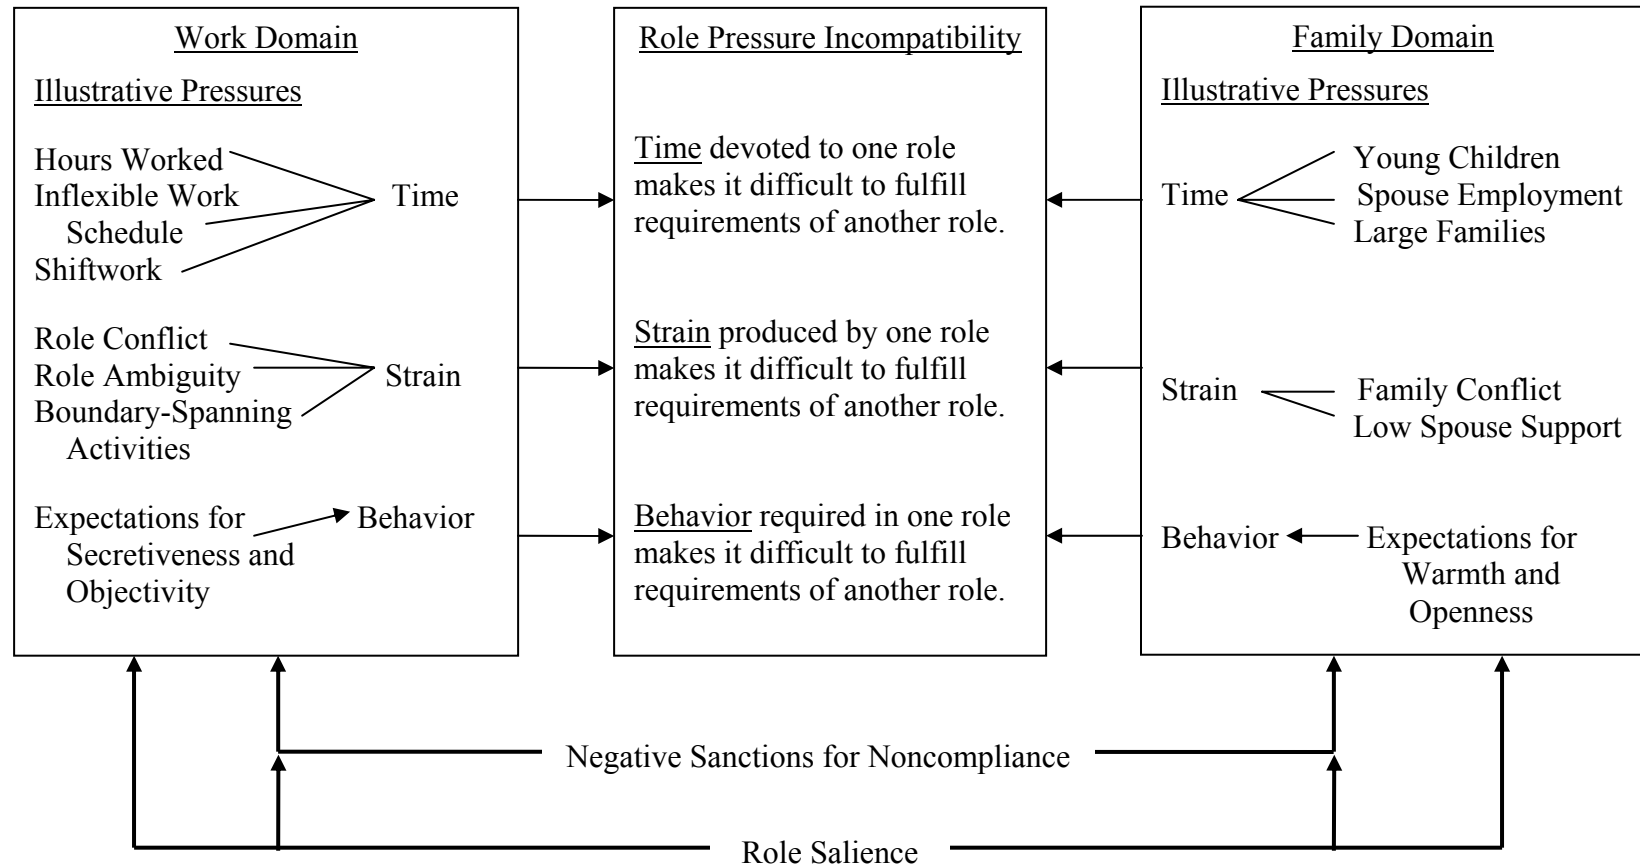 Work Domain
Illustrative Pressures
Hours Worked
Inflexible Work
Schedule
Shiftwork
Time
Role Conflict
Role Ambiguity
Boundary-Spanning
Activities
Strain
Expectations for
Secretiveness and
Objectivity
Behavior
Role Pressure Incompatibility
Time devoted to one role
makes it difficult to fulfill
requirements of another role.
Strain produced by one role
makes it difficult to fulfill
requirements of another role.
Behavior required in one role
makes it difficult to fulfill
requirements of another role.
Family Domain
Illustrative Pressures
Time
Young Children
Spouse Employment
Large Families
Strain
Family Conflict
Low Spouse Support
Behavior
Expectations for
Warmth and
Openness
Negative Sanctions for Noncompliance
Role Salience